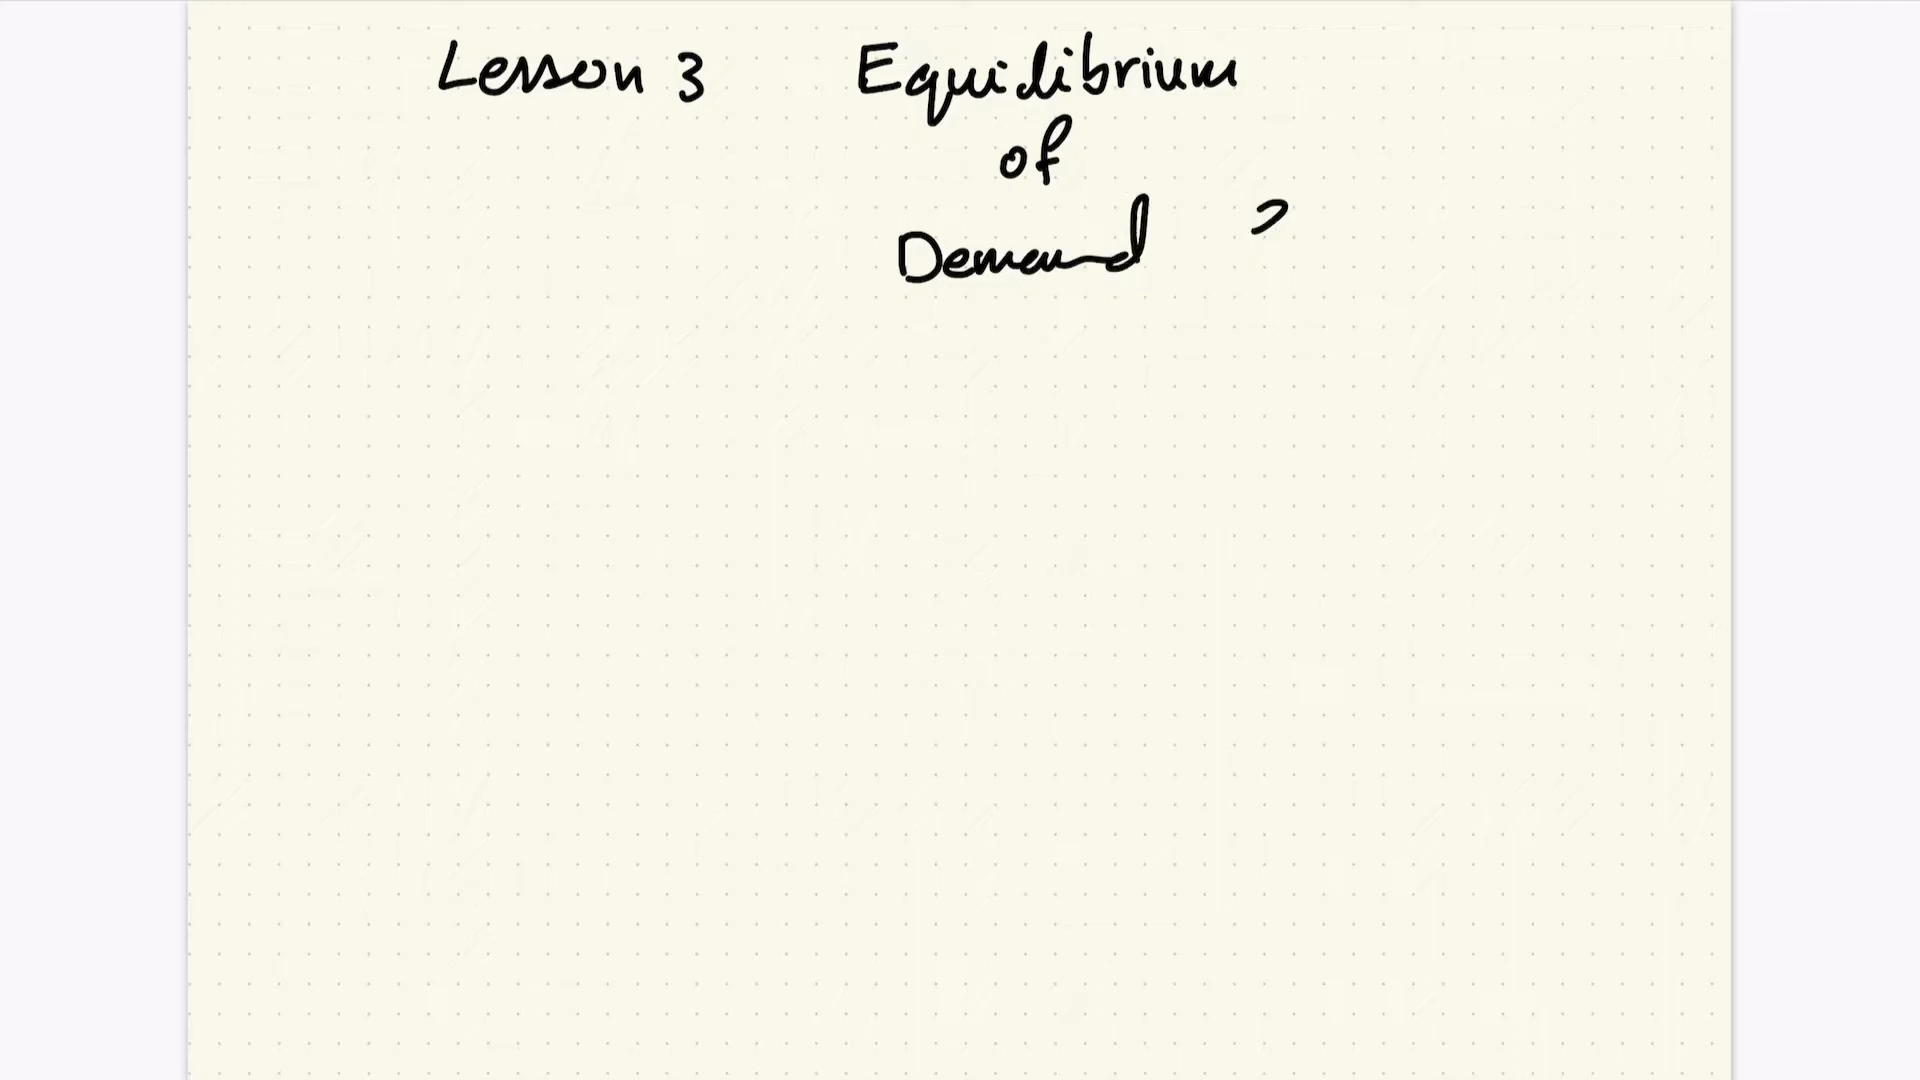 Lesson 3 Equilibrium
of
Demand